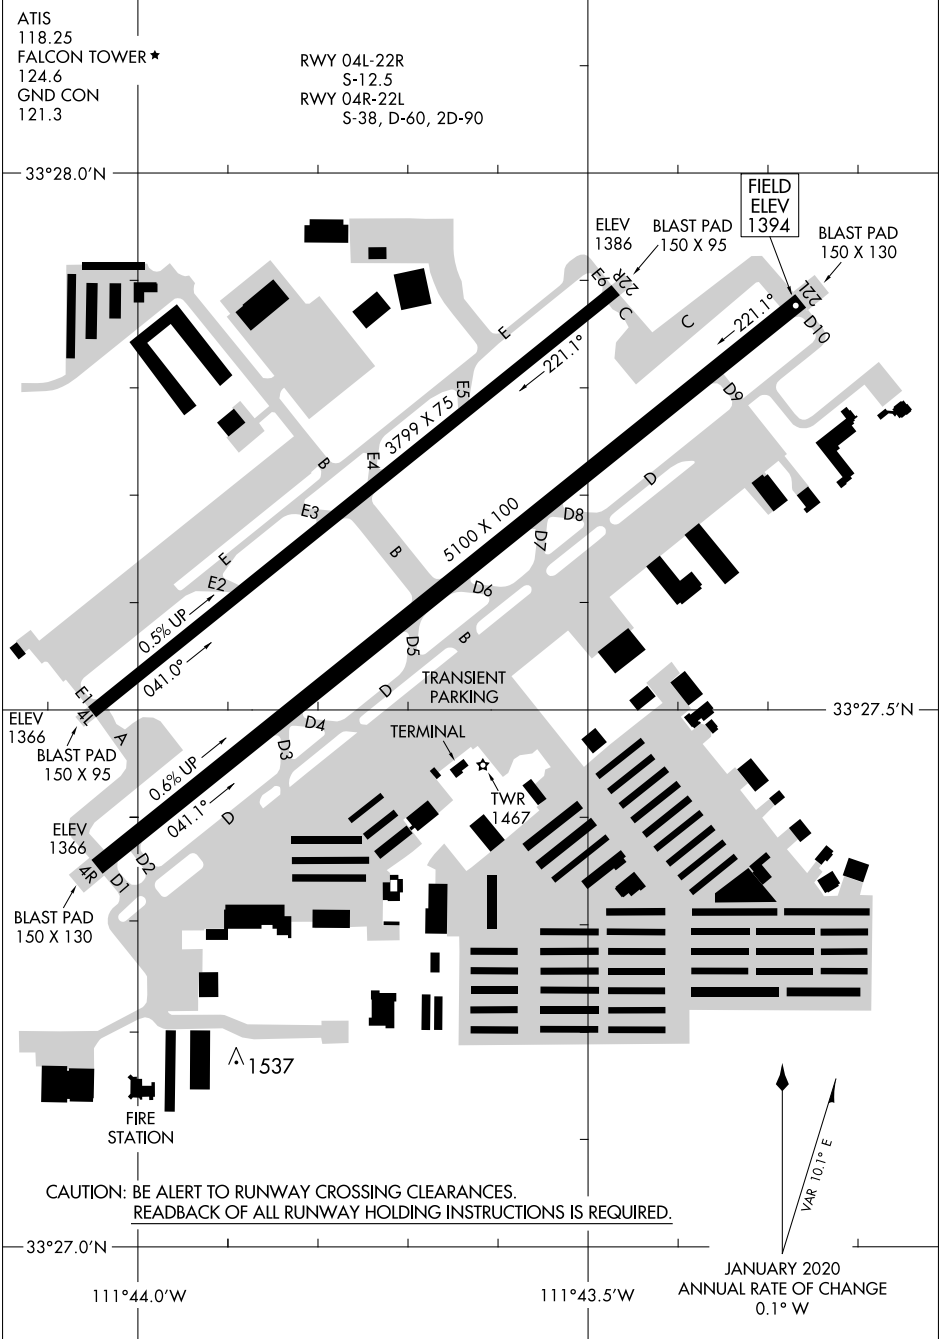 ATIS
118.25
FALCON TOWER ★
124.6
GND CON
121.3
RWY 04L-22R
S-12.5
RWY 04R-22L
S-38, D-60, 2D-90
33°28.0'N
FIELD
ELEV
1394
ELEV
1386
BLAST PAD
150 X 95
BLAST PAD
150 X 130
E6
22R
22L
C
C
D10
221.1°
221.1°
E
E5
D9
3799 X 75
B
E4
E3
D
5100 X 100
D8
D7
E
B
E2
D6
0.5% UP
041.0°
B
D5
TRANSIENT
PARKING
D
E1
4L
33°27.5'N
ELEV
1366
A
D4
TERMINAL
D3
BLAST PAD
150 X 95
0.6% UP
TWR
1467
041.1°
D
ELEV
1366
D2
4R
D1
BLAST PAD
150 X 130
1537
FIRE
STATION
VAR 10.1° E
CAUTION: BE ALERT TO RUNWAY CROSSING CLEARANCES.
READBACK OF ALL RUNWAY HOLDING INSTRUCTIONS IS REQUIRED.
33°27.0'N
JANUARY 2020
ANNUAL RATE OF CHANGE
0.1° W
111°44.0'W
111°43.5'W